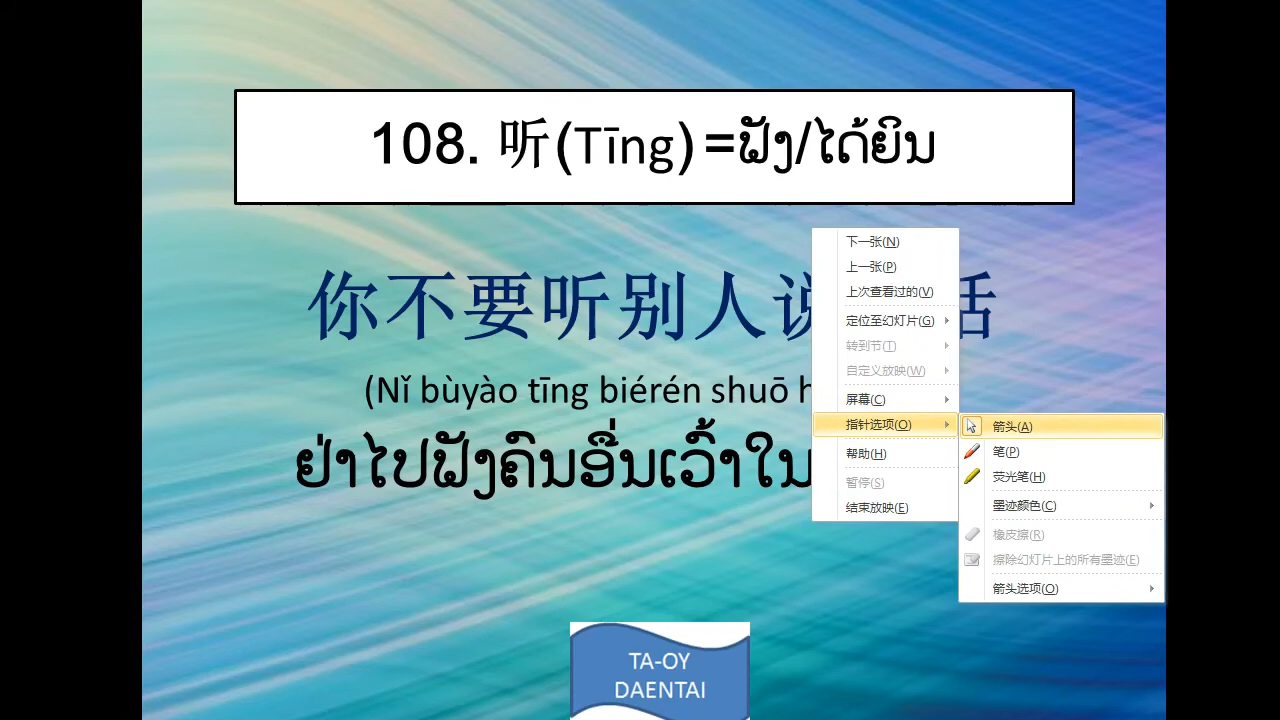 108. 听(Tīng) =ຟັງ/ໄດ້ຍິນ
你不要听别人说 话
(Nǐ bùyào tīng biérén shuō h
ຢ່າໄປຟັງຄົນອື່ນເວົ້າໃນ
下一张(N)
上一张(P)
上次查看过的(V)
定位至幻灯片(G)
转到节(T)
自定义放映(W)
屏幕(C)
指针选项(O)
帮助(H)
暂停(S)
结束放映(E)
箭头(A)
笔(P)
荧光笔(H)
墨迹颜色(C)
橡皮擦(R)
擦除幻灯片上的所有墨迹(E)
箭头选项(O)
TA-OY
DAENTAI